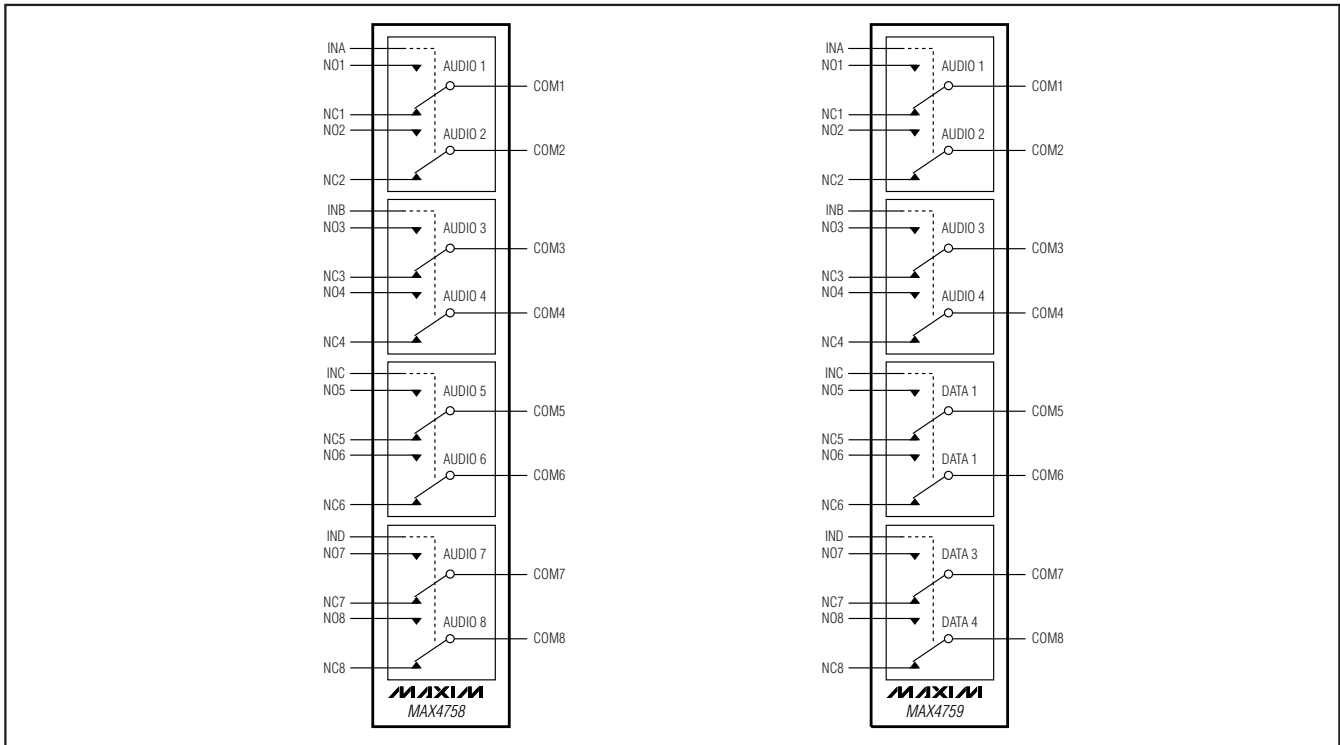 INA
NO1
AUDIO 1
COM1
NC1
NO2
AUDIO 2
COM2
NC2
INB
NO3
AUDIO 3
COM3
NC3
NO4
AUDIO 4
COM4
NC4
INC
NO5
AUDIO 5
COM5
NC5
NO6
AUDIO 6
COM6
NC6
IND
NO7
AUDIO 7
COM7
NC7
NO8
AUDIO 8
COM8
NC8
MAXIM
MAX4758
INA
NO1
AUDIO 1
COM1
NC1
NO2
AUDIO 2
COM2
NC2
INB
NO3
AUDIO 3
COM3
NC3
NO4
AUDIO 4
COM4
NC4
INC
NO5
DATA 1
COM5
NC5
NO6
DATA 1
COM6
NC6
IND
NO7
DATA 3
COM7
NC7
NO8
DATA 4
COM8
NC8
MAXIM
MAX4759